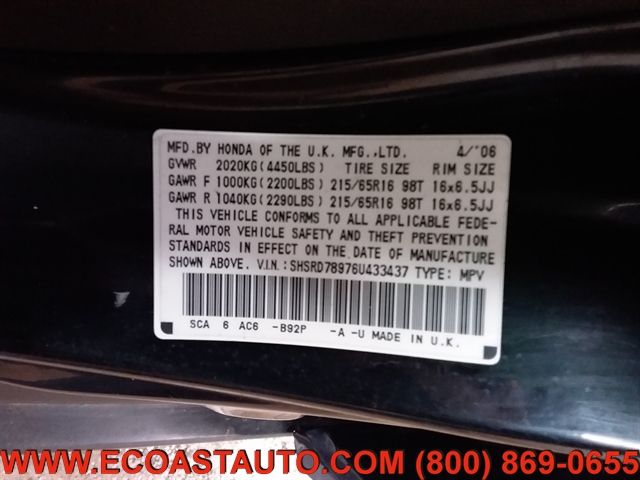 MFD.BY HONDA OF THE U.K. MFG.,LTD. 4/'06
GVWR 2020KG(4450LBS) TIRE SIZE RIM SIZE
GAWR F 1000KG(2200LBS) 215/65R16 98T 16x6.5JJ
GAWR R 1040KG(2290LBS) 215/65R16 98T 16x6.5JJ
THIS VEHICLE CONFORMS TO ALL APPLICABLE FEDE-
RAL MOTOR VEHICLE SAFETY AND THEFT PREVENTION
STANDARDS IN EFFECT ON THE DATE OF MANUFACTURE
SHOWN ABOVE. V.I.N.:SHSRD78976U433437 TYPE: MPV
SCA 6 AC6 -B92P -A -U MADE IN U.K.
WWW.ECOASTAUTO.COM (800) 869-0655